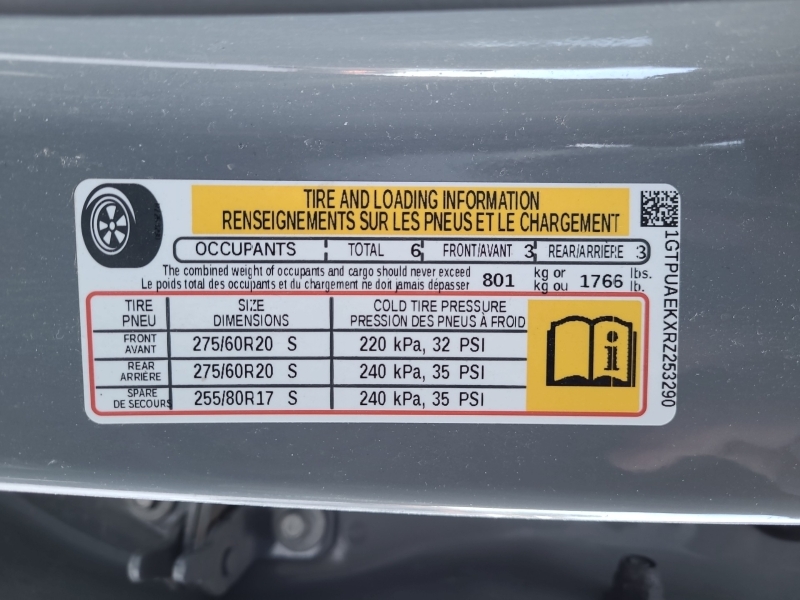 TIRE AND LOADING INFORMATION
RENSEIGNEMENTS SUR LES PNEUS ET LE CHARGEMENT
OCCUPANTS TOTAL 6 FRONT/AVANT 3 REAR/ARRIÈRE 3
The combined weight of occupants and cargo should never exceed 801 kg or 1766 lbs.
Le poids total des occupants et du chargement ne doit jamais dépasser kg ou lb.
TIRE SIZE COLD TIRE PRESSURE
PNEU DIMENSIONS PRESSION DES PNEUS À FROID
FRONT
AVANT 275/60R20 S 220 kPa, 32 PSI
REAR
ARRIÈRE 275/60R20 S 240 kPa, 35 PSI
SPARE
DE SECOURS 255/80R17 S 240 kPa, 35 PSI
i
1GTPUAEKXRZ253290